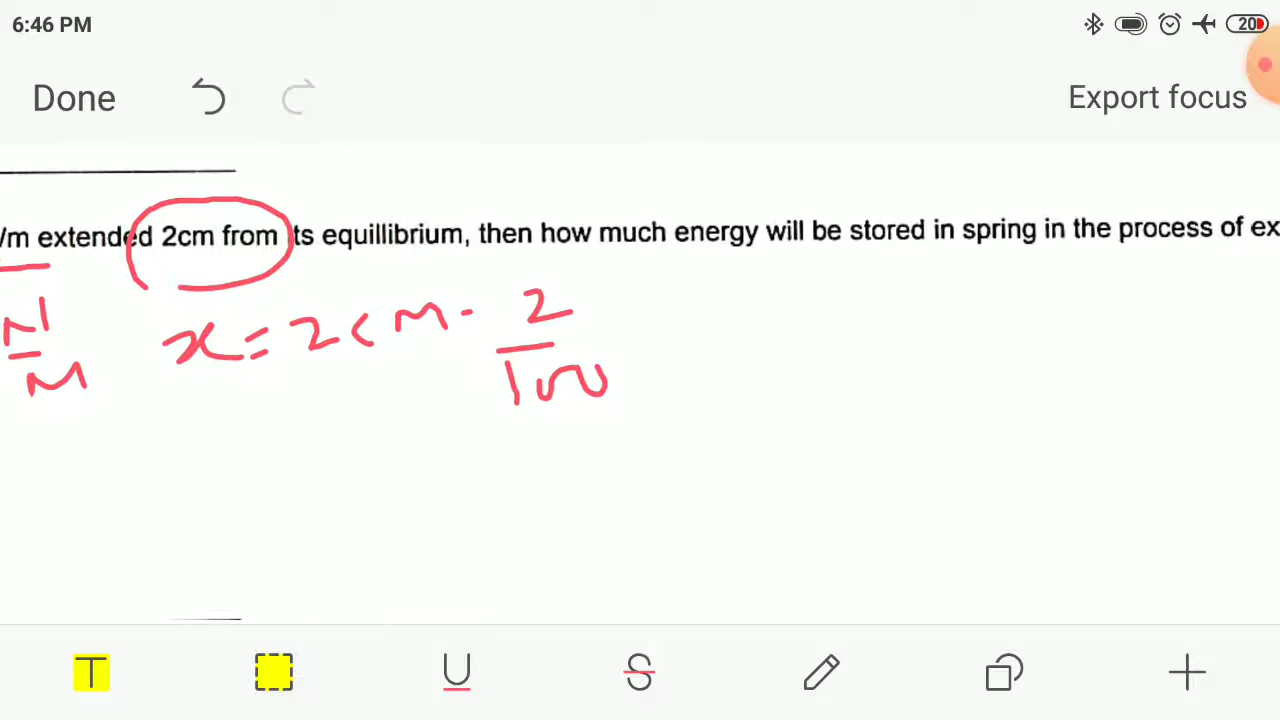 6:46 PM
20
Done
Export focus
/m extended 2cm from its equillibrium, then how much energy will be stored in spring in the process of ex
N/M x = 2cm - 2/100
T
U
S